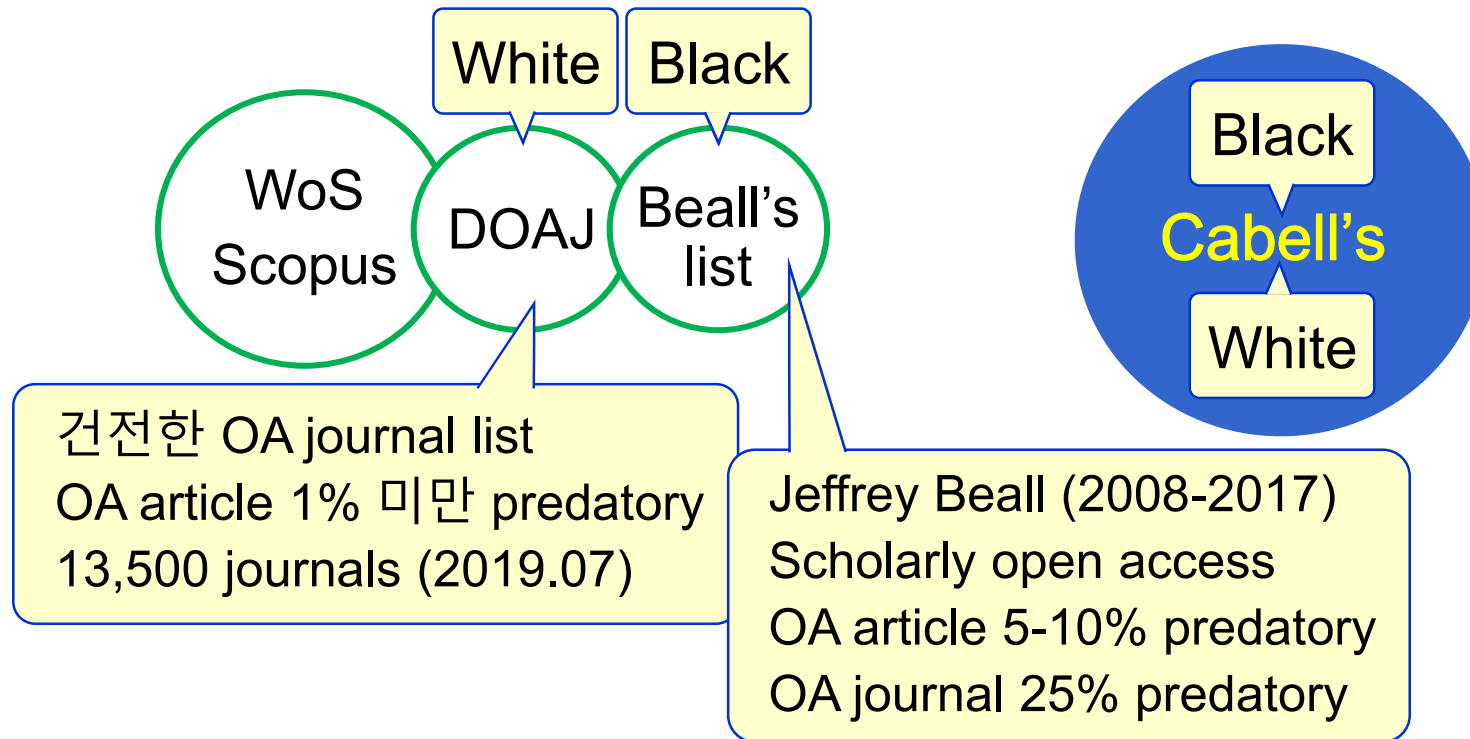 White
Black
WoS
Scopus
DOAJ
Beall's
list
Black
Cabell's
White
건전한 OA journal list
OA article 1% 미만 predatory
13,500 journals (2019.07)
Jeffrey Beall (2008-2017)
Scholarly open access
OA article 5-10% predatory
OA journal 25% predatory